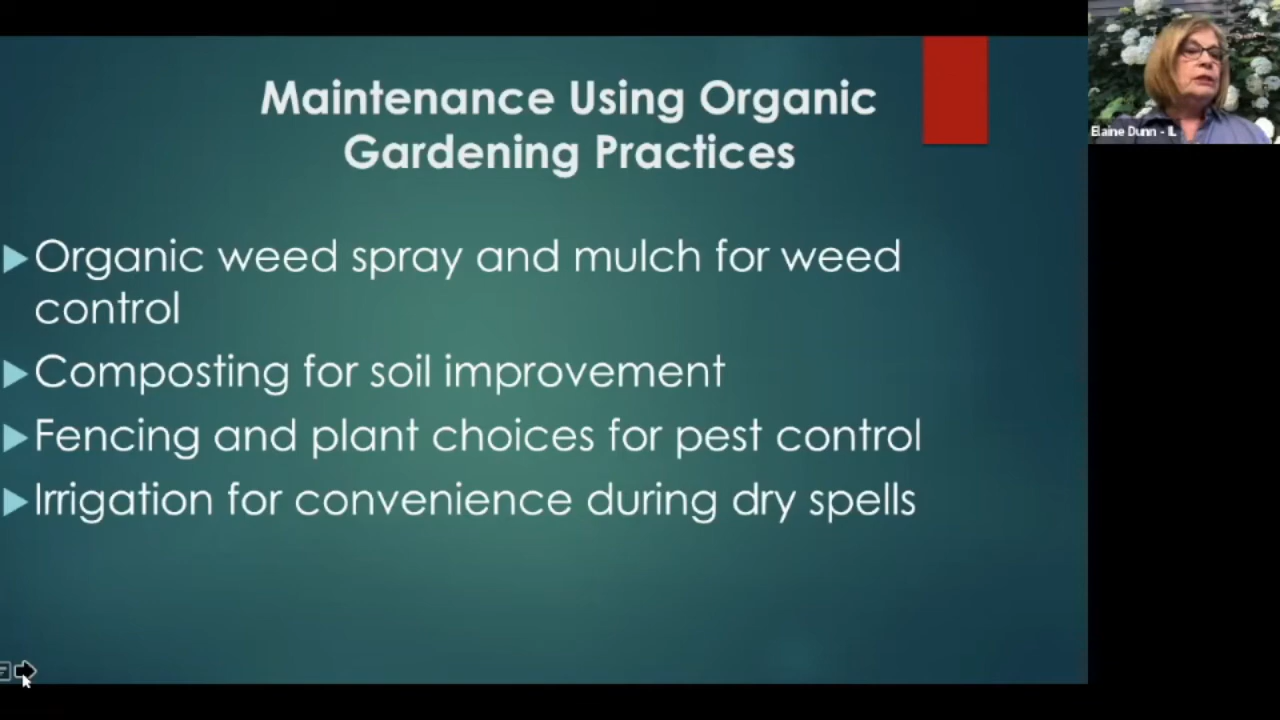 Maintenance Using Organic
Gardening Practices
Organic weed spray and mulch for weed
control
Composting for soil improvement
Fencing and plant choices for pest control
Irrigation for convenience during dry spells
Elaine Dunn - IL